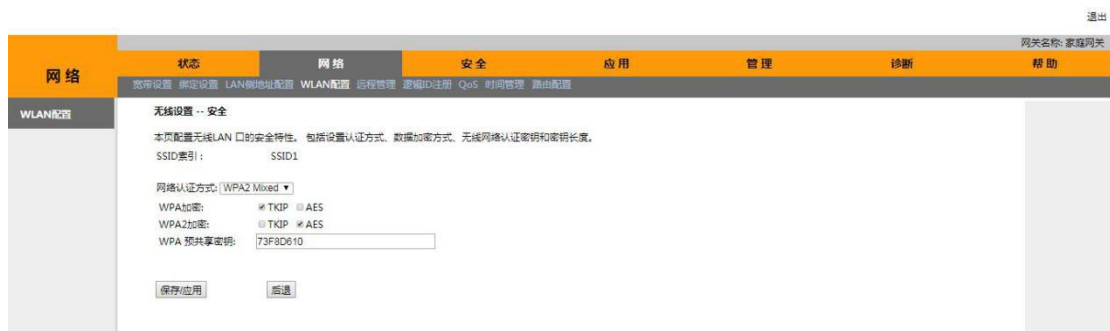 退出
网关名称: 家庭网关
网络
状态 网络 安全 应用 管理 诊断 帮助
宽带设置 绑定设置 LAN侧地址配置 WLAN配置 远程管理 逻辑ID注册 QoS 时间管理 路由配置
WLAN配置
无线设置 -- 安全
本页配置无线LAN 口的安全特性。 包括设置认证方式、数据加密方式、无线网络认证密钥和密钥长度。
SSID索引： SSID1
网络认证方式: WPA2 Mixed
WPA加密: TKIP AES
WPA2加密: TKIP AES
WPA 预共享密钥: 73F8D610
保存/应用 后退